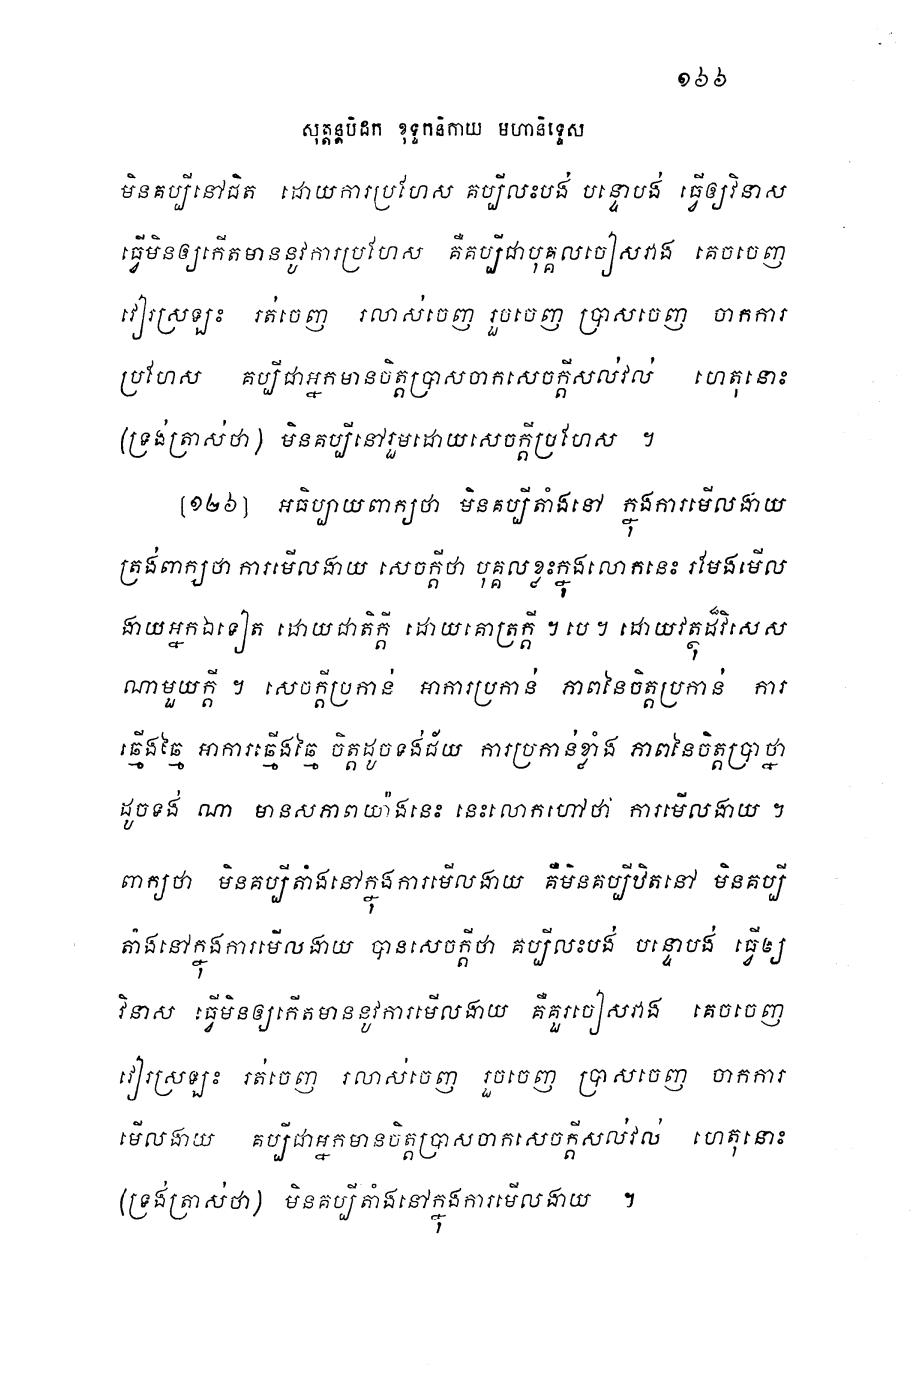 ១៦៦
សុត្តន្តបិដក ខុទ្ទកនិកាយ មហានិទ្ទេស
មិនគប្បីនៅជិត ដោយការប្រហែស គប្បីលះបង់ បន្ទោបង់ ធ្វើឲ្យវិនាស
ធ្វើមិនឲ្យកើតមាននូវការប្រហែស គឺគប្បីជាបុគ្គលចៀសវាង គេចចេញ
វៀរស្រឡះ រត់ចេញ រលាស់ចេញ រួចចេញ ប្រាសចេញ ចាកការ
ប្រហែស គប្បីជាអ្នកមានចិត្តប្រាសចាកសេចក្តីសល់វល់ ហេតុនោះ
(ទ្រង់ត្រាស់ថា) មិនគប្បីនៅរួមដោយសេចក្តីប្រហែស ។
[១២៦] អធិប្បាយពាក្យថា មិនគប្បីតាំងនៅ ក្នុងការមើលងាយ
ត្រង់ពាក្យថា ការមើលងាយ សេចក្តីថា បុគ្គលខ្លះក្នុងលោកនេះ រមែងមើល
ងាយអ្នកឯទៀត ដោយជាតិក្តី ដោយគោត្រក្តី ។ បេ ។ ដោយវត្ថុដ៏វិសេស
ណាមួយក្តី ។ សេចក្តីប្រកាន់ អាការប្រកាន់ ភាពនៃចិត្តប្រកាន់ ការ
ឆ្មើងឆ្មៃ អាការឆ្មើងឆ្មៃ ចិត្តដូចទង់ជ័យ ការប្រកាន់ខ្លាំង ភាពនៃចិត្តប្រាថ្នា
ដូចទង់ ណា មានសភាពយ៉ាងនេះ នេះលោកហៅថា ការមើលងាយ ។
ពាក្យថា មិនគប្បីតាំងនៅក្នុងការមើលងាយ គឺមិនគប្បីឋិតនៅ មិនគប្បី
តាំងនៅក្នុងការមើលងាយ បានសេចក្តីថា គប្បីលះបង់ បន្ទោបង់ ធ្វើឲ្យ
វិនាស ធ្វើមិនឲ្យកើតមាននូវការមើលងាយ គឺគួរចៀសវាង គេចចេញ
វៀរស្រឡះ រត់ចេញ រលាស់ចេញ រួចចេញ ប្រាសចេញ ចាកការ
មើលងាយ គប្បីជាអ្នកមានចិត្តប្រាសចាកសេចក្តីសល់វល់ ហេតុនោះ
(ទ្រង់ត្រាស់ថា) មិនគប្បីតាំងនៅក្នុងការមើលងាយ ។